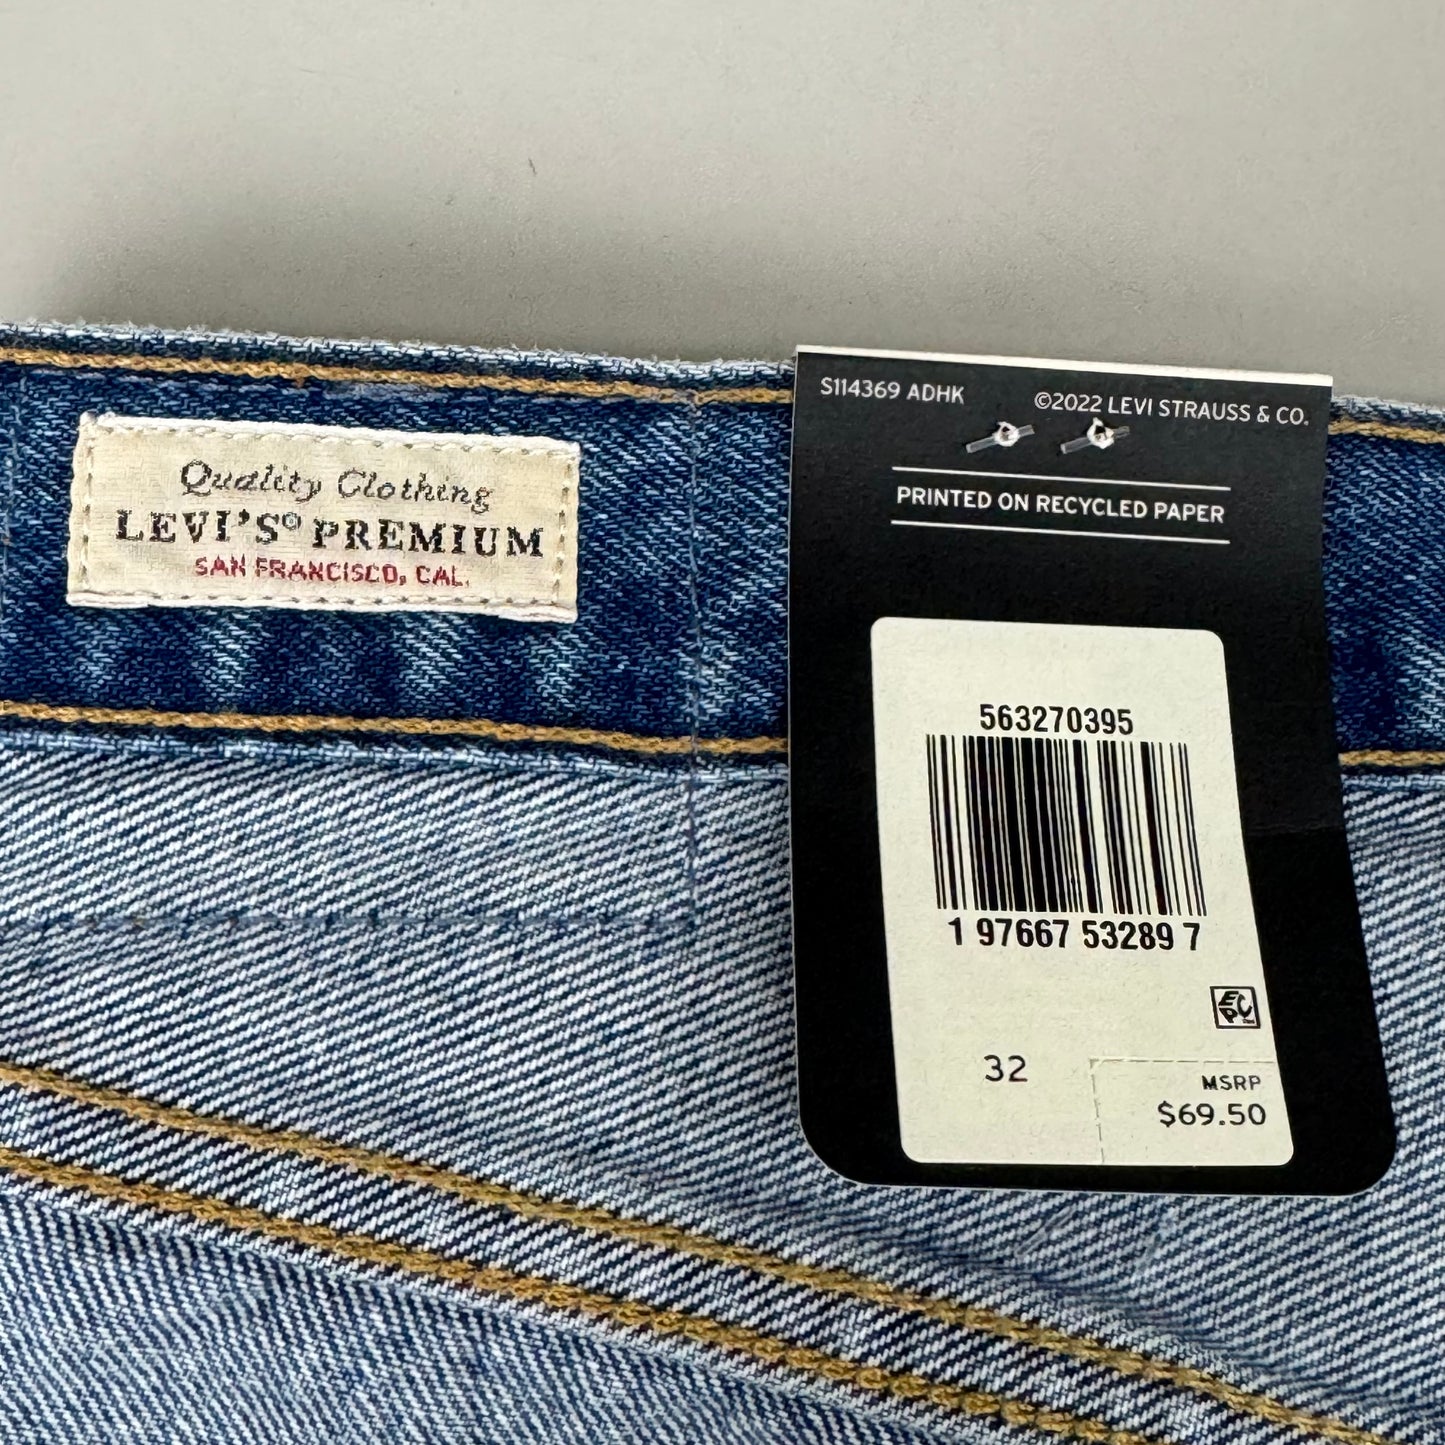 Quality Clothing
LEVI'S® PREMIUM
SAN FRANCISCO, CAL.
S114369 ADHK
©2022 LEVI STRAUSS & CO.
PRINTED ON RECYCLED PAPER
563270395
1 97667 53289 7
EPC
32
MSRP
$69.50